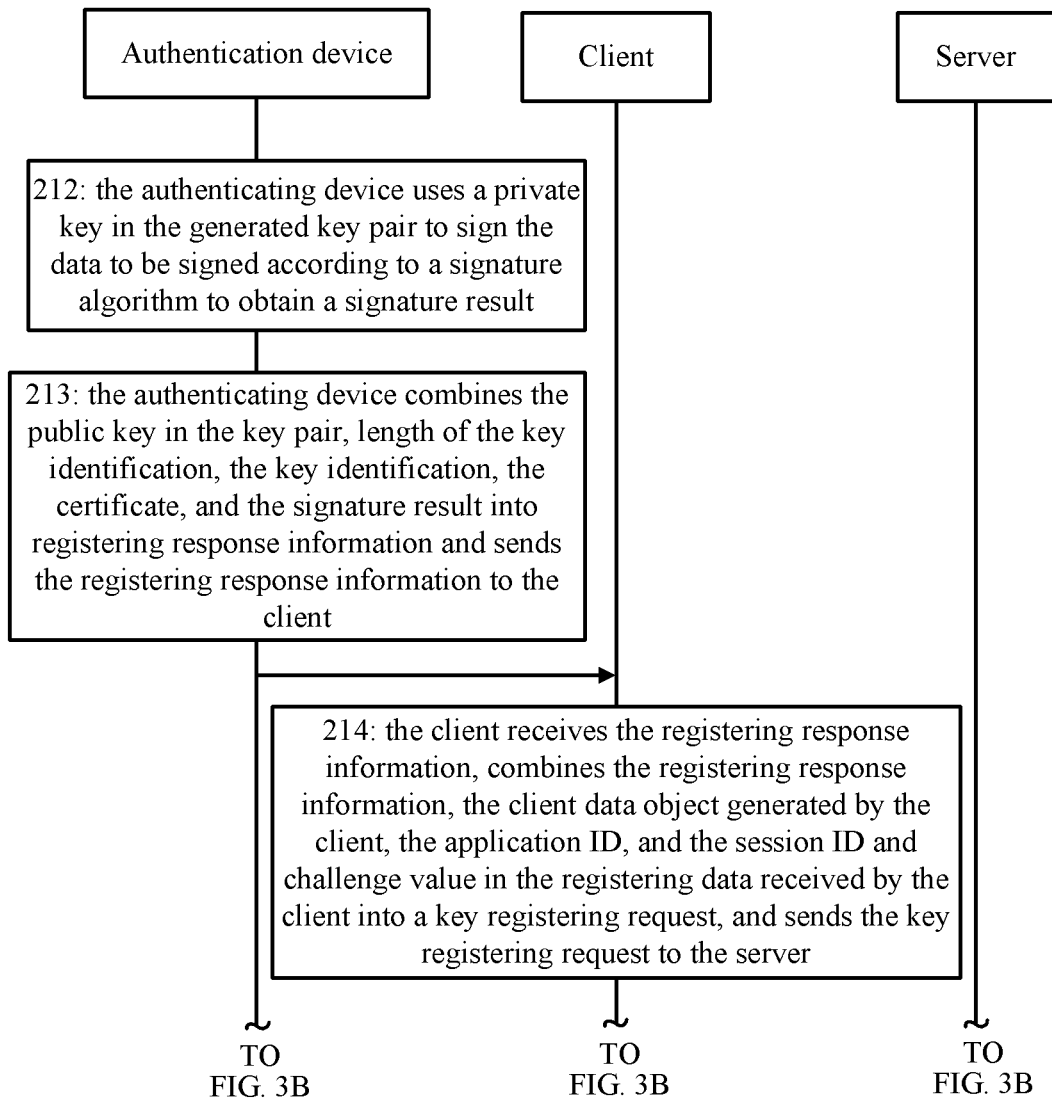 Authentication device
Client
Server
212: the authenticating device uses a private
key in the generated key pair to sign the
data to be signed according to a signature
algorithm to obtain a signature result
213: the authenticating device combines the
public key in the key pair, length of the key
identification, the key identification, the
certificate, and the signature result into
registering response information and sends
the registering response information to the
client
214: the client receives the registering response
information, combines the registering response
information, the client data object generated by the
client, the application ID, and the session ID and
challenge value in the registering data received by the
client into a key registering request, and sends the key
registering request to the server
TO
FIG. 3B
TO
FIG. 3B
TO
FIG. 3B